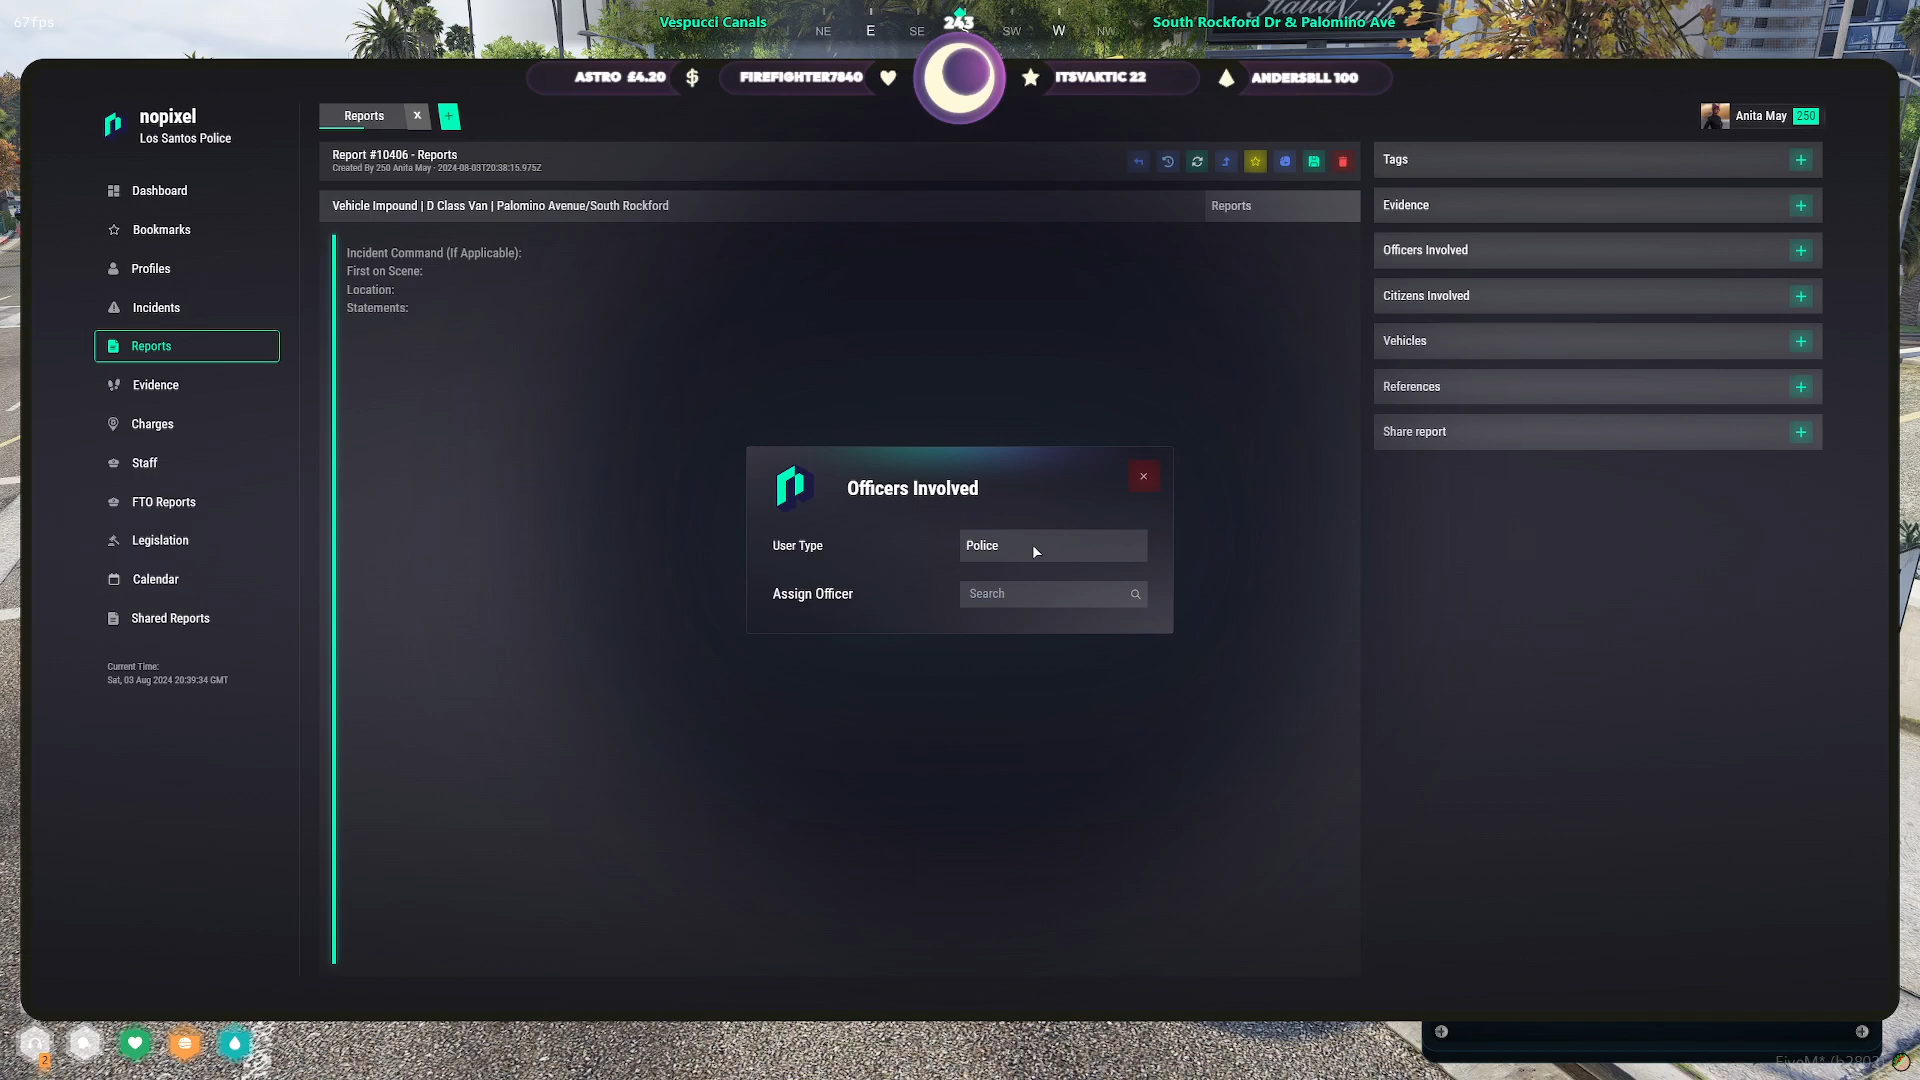 67fps
Vespucci Canals
NE E SE 243 SW W NW
South Rockford Dr & Palomino Ave
ASTRO £4.20
FIREFIGHTER7840
ITSVAKTIC 22
ANDERSBLL 100
nopixel
Los Santos Police
Reports x +
Anita May 250
Report #10406 - Reports
Created By 250 Anita May - 2024-08-03T20:38:15.975Z
Vehicle Impound | D Class Van | Palomino Avenue/South Rockford
Reports
Incident Command (If Applicable):
First on Scene:
Location:
Statements:
Dashboard
Bookmarks
Profiles
Incidents
Reports
Evidence
Charges
Staff
FTO Reports
Legislation
Calendar
Shared Reports
Current Time:
Sat, 03 Aug 2024 20:39:34 GMT
Officers Involved
User Type
Police
Assign Officer
Search
Tags
Evidence
Officers Involved
Citizens Involved
Vehicles
References
Share report
2